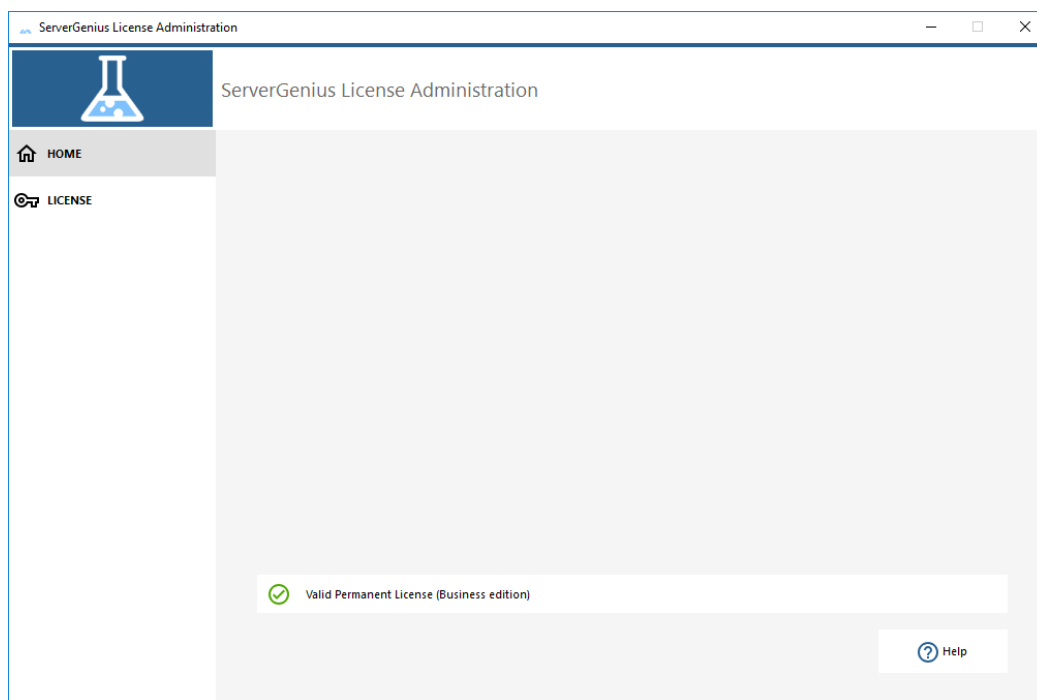 ServerGenius License Administration
ServerGenius License Administration
HOME
LICENSE
Valid Permanent License (Business edition)
Help